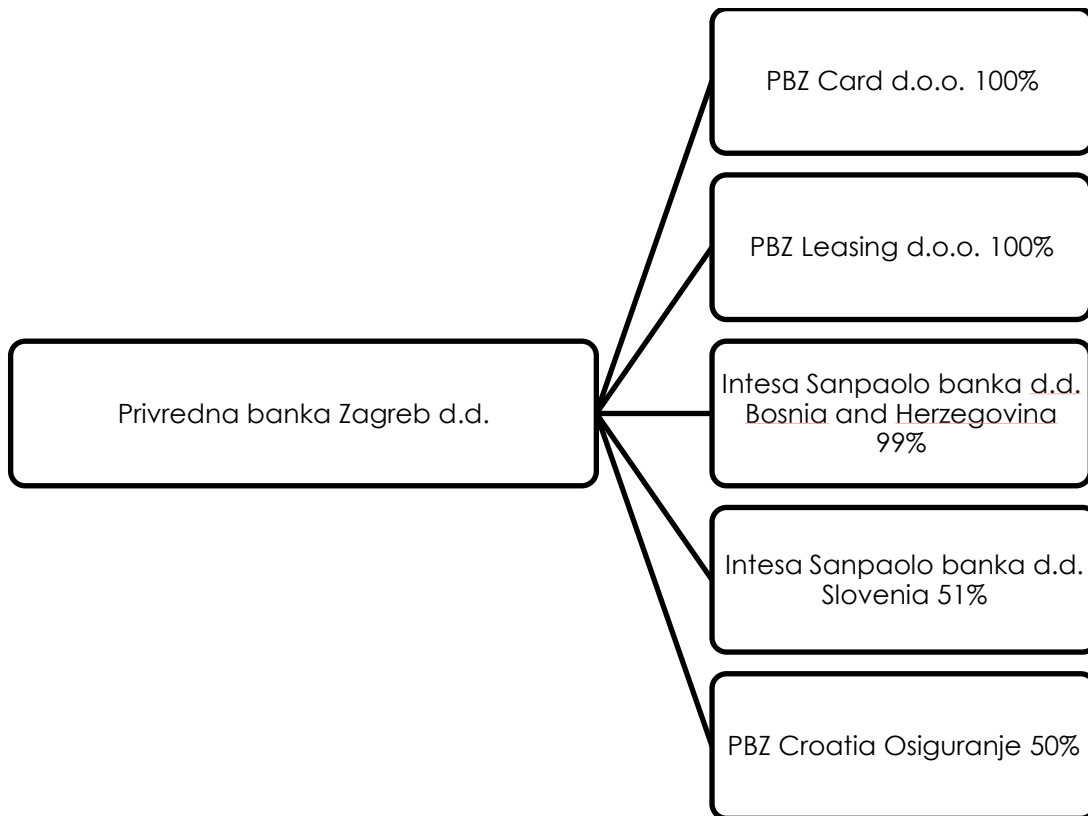 PBZ Card d.o.o. 100%
PBZ Leasing d.o.o. 100%
Privredna banka Zagreb d.d.
Intesa Sanpaolo banka d.d.
Bosnia and Herzegovina
99%
Intesa Sanpaolo banka d.d.
Slovenia 51%
PBZ Croatia Osiguranje 50%